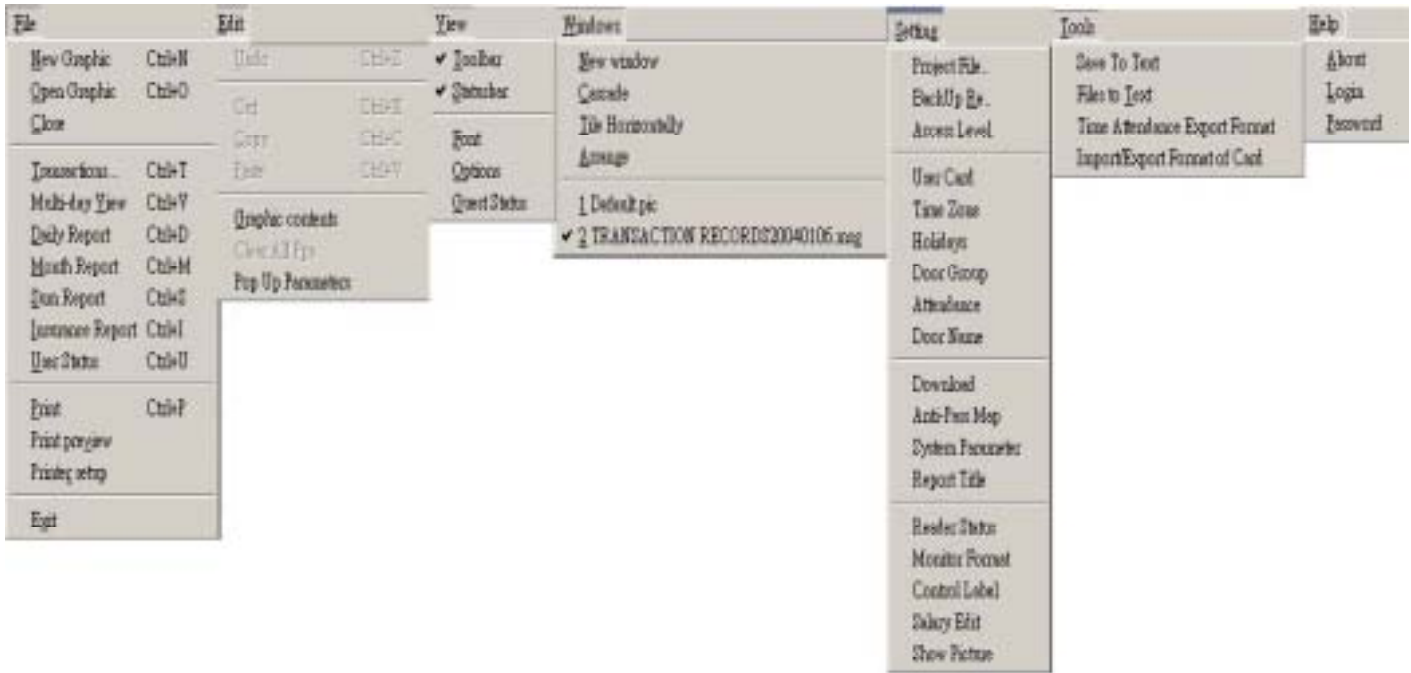 File
New Graphic Ctrl+N
Open Graphic Ctrl+O
Close
Transactions... Ctrl+T
Multi-day View Ctrl+V
Daily Report Ctrl+D
Month Report Ctrl+M
Report Ctrl+S
Report Ctrl+I
User Status Ctrl+U
Print Ctrl+P
Print preview
Printer setup
Exit
Edit
Undo Ctrl+Z
Cut Ctrl+X
Copy Ctrl+C
Paste Ctrl+V
Graphic contents
Clear All
Pop Up Parameters
View
✔ Toolbar
✔ Statusbar
Font
Options
Quest Status
Windows
New window
Cascade
Tile Horizontally
Arrange
1 Default.pic
✔ 2 TRANSACTION RECORDS20040106.msg
Setting
Project File..
BackUp Re..
Access Level
User Card
Time Zone
Holidays
Door Group
Attendance
Door Name
Download
Anti-Pass Map
System Parameter
Report Title
Reader Status
Monitor Format
Control Label
Salary Edit
Show Picture
Tools
Save To Text
Files to Text
Time Attendance Export Format
Import/Export Format of Card
Help
About
Login
Password